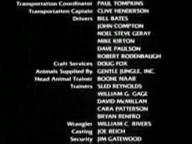 Transportation Coordinator PAUL TOMPKINS
Transportation Captain CLIVE HENDERSON
Drivers BILL BATES
JOHN COMPTON
NOEL STEVE GERAY
MIKE KIRTON
DAVE PAULSON
ROBERT RODENBAUGH
Craft Services DOUG FOX
Animals Supplied By GENTLE JUNGLE, INC.
Head Animal Trainer BOONE NARR
Trainers SLED REYNOLDS
WILLIAM G. GAGE
DAVID McMILLAN
CARA PATTERSON
BRYAN RENFRO
Wrangler WILLIAM C. RIVERS
Casting JOE REICH
Security JIM GATEWOOD